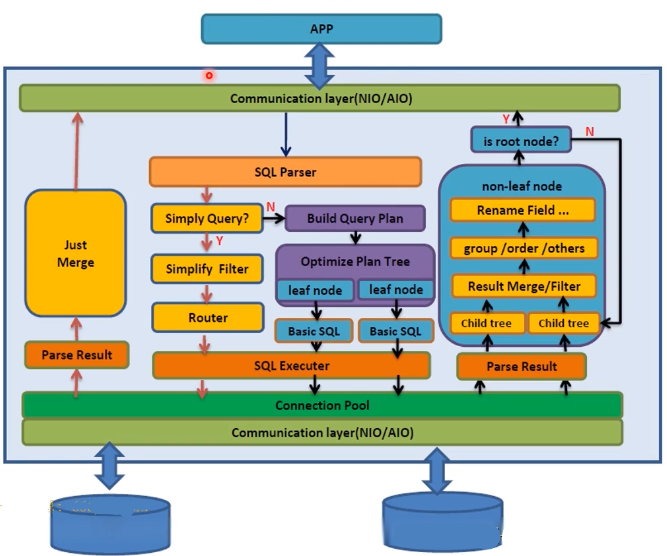 APP
Communication layer(NIO/AIO)
SQL Parser
Simply Query?
N
Y
Simplify Filter
Router
Build Query Plan
Optimize Plan Tree
leaf node
leaf node
Basic SQL
Basic SQL
SQL Executer
Just
Merge
Parse Result
Y
N
is root node?
non-leaf node
Rename Field ...
group /order /others
Result Merge/Filter
Child tree
Child tree
Parse Result
Connection Pool
Communication layer(NIO/AIO)